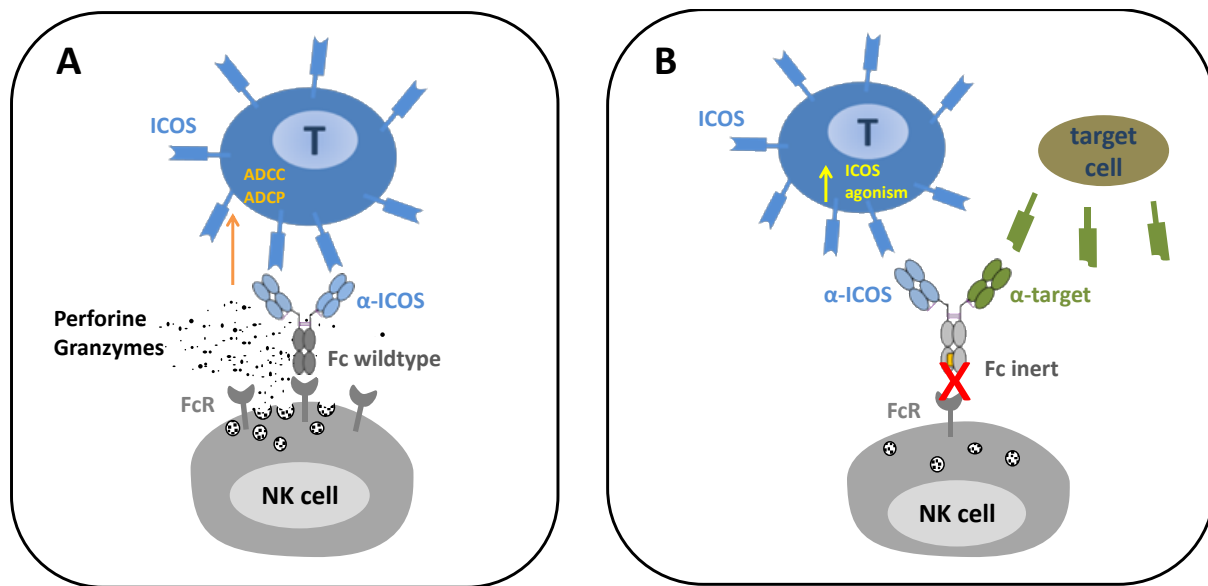 A
ICOS
T
ADCC
ADCP
α-ICOS
Perforine
Granzymes
Fc wildtype
FcR
NK cell
B
ICOS
T
ICOS
agonism
target
cell
α-ICOS
α-target
Fc inert
X
FcR
NK cell